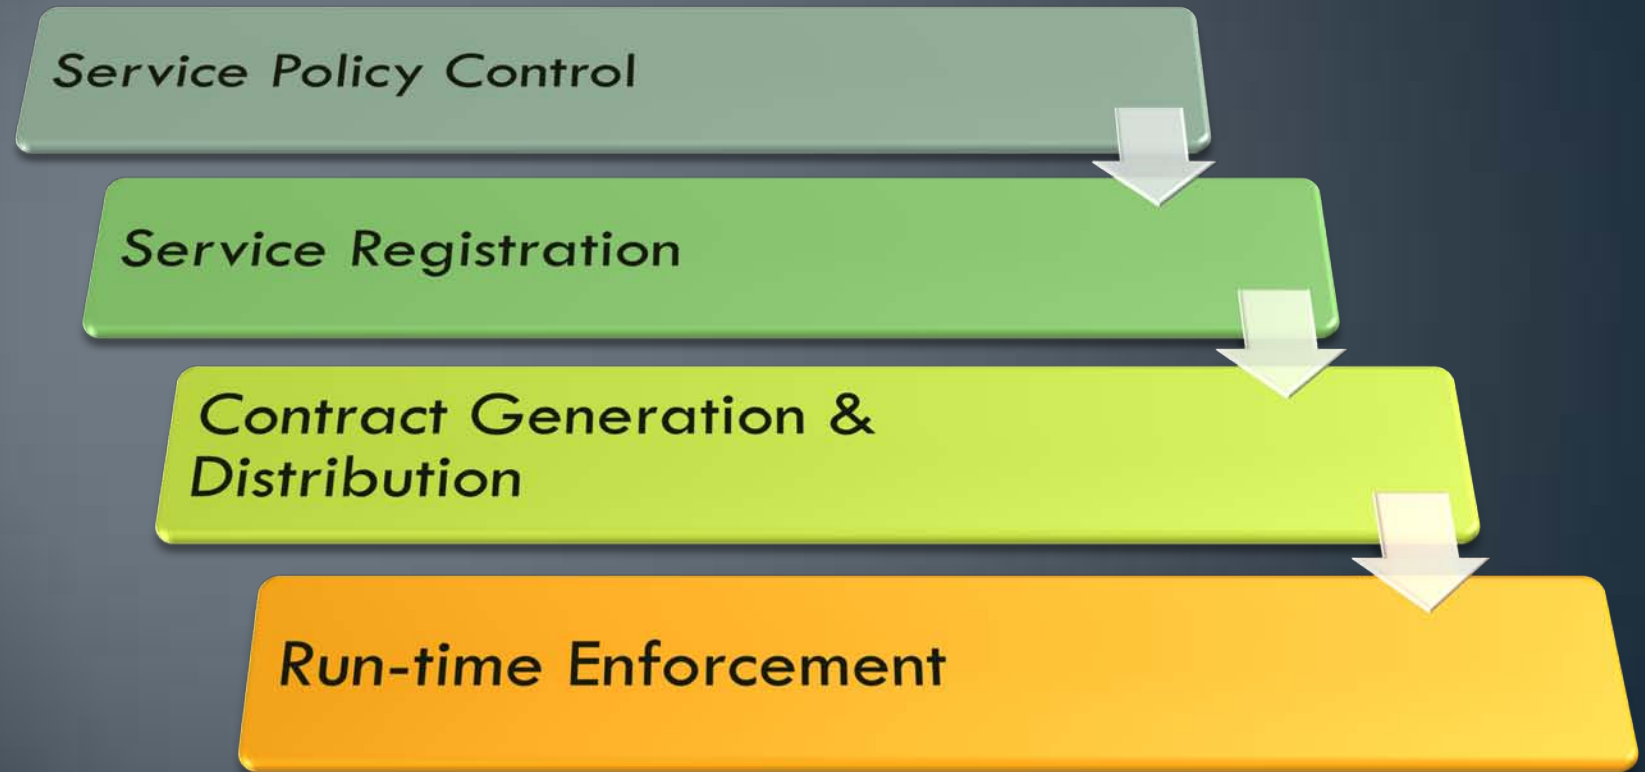 Service Policy Control
Service Registration
Contract Generation &
Distribution
Run-time Enforcement